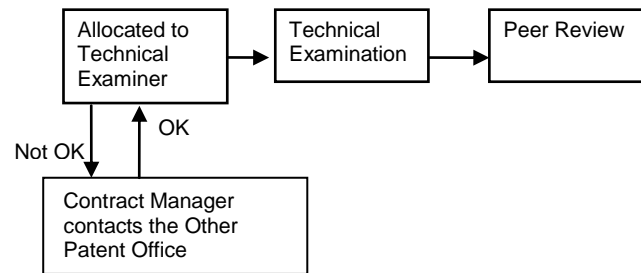 Allocated to
Technical
Examiner
Technical
Examination
Peer Review
OK
Not OK
Contract Manager
contacts the Other
Patent Office